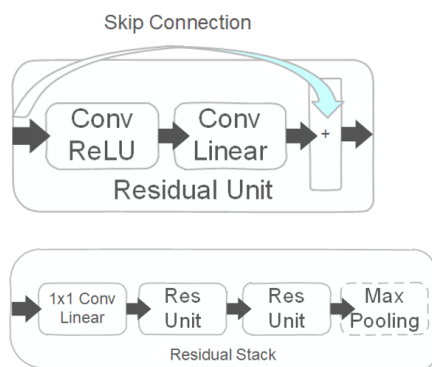 Skip Connection
Conv
ReLU
Conv
Linear
+
Residual Unit
1x1 Conv
Linear
Res
Unit
Res
Unit
Max
Pooling
Residual Stack